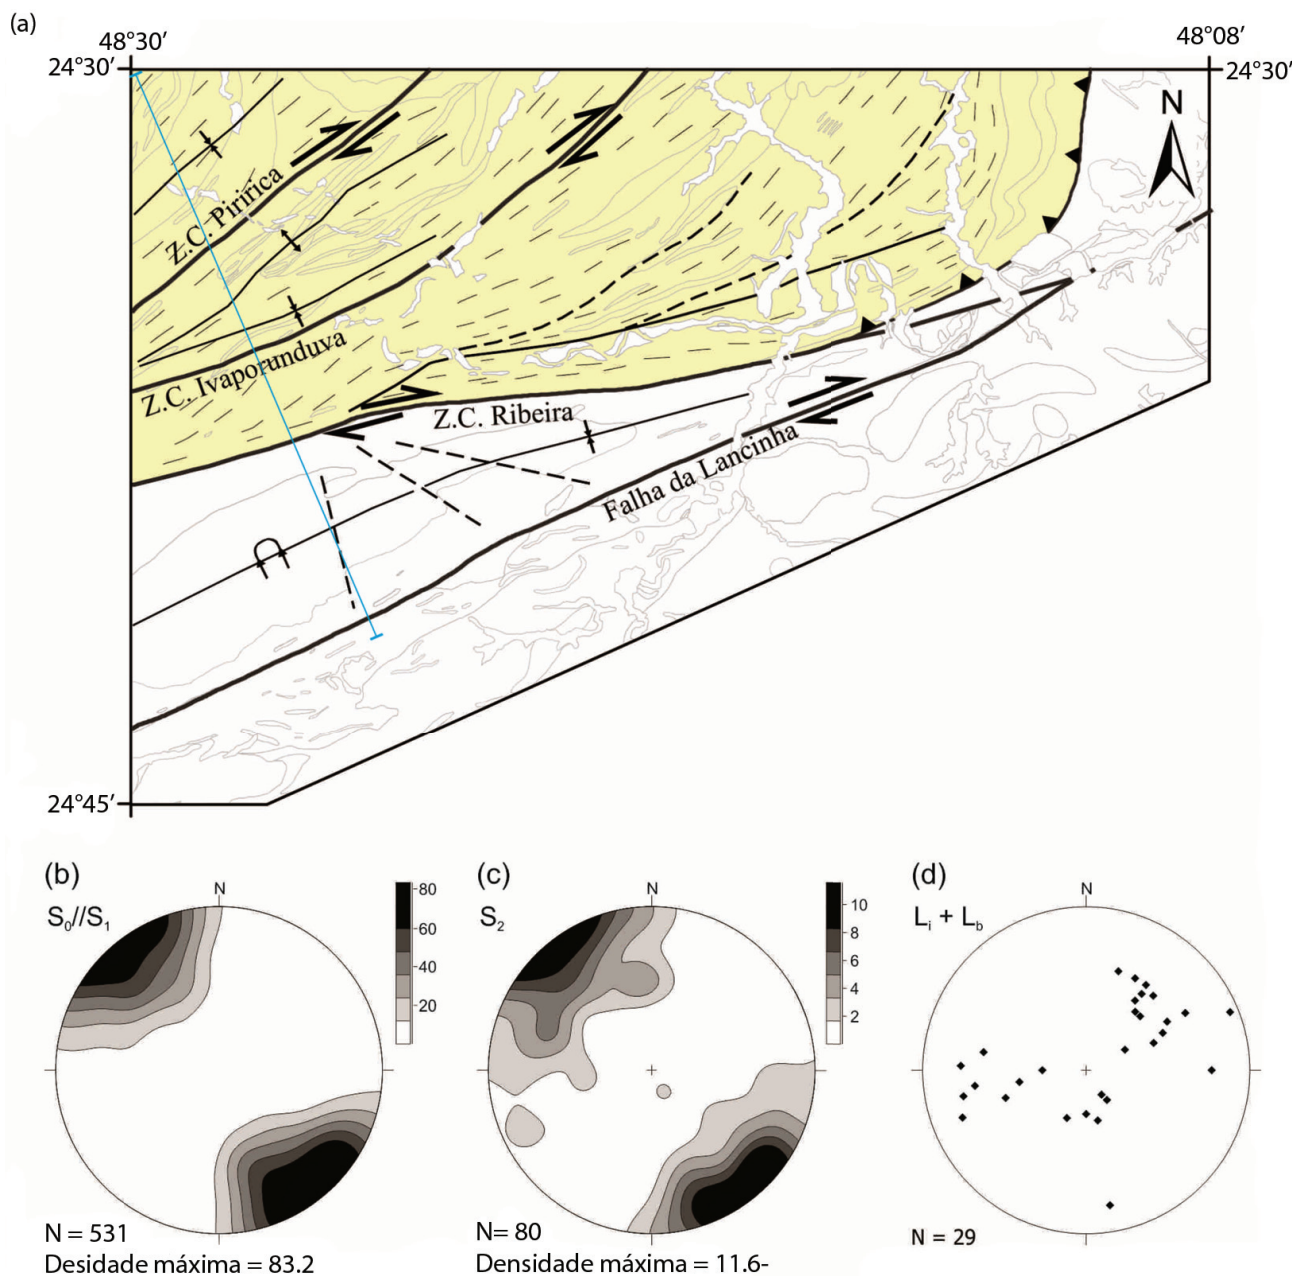 (a)
48°30′
48°08′
24°30′
24°30′
N
Z.C. Piririca
Z.C. Ivaporunduva
Z.C. Ribeira
Falha da Lancinha
24°45′
(b)
N
S₀//S₁
80
60
40
20
N = 531
Desidade máxima = 83.2
(c)
N
S₂
10
8
6
4
2
N= 80
Densidade máxima = 11.6-
(d)
N
Lᵢ + L_b
N = 29